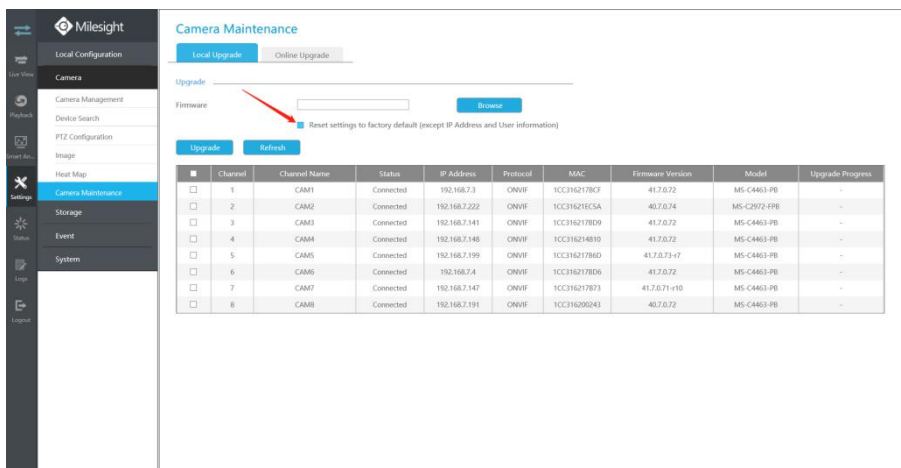 Milesight
Live View
Playback
Smart An...
Settings
Status
Logs
Logout
Local Configuration
Camera
Camera Management
Device Search
PTZ Configuration
Image
Heat Map
Camera Maintenance
Storage
Event
System
Camera Maintenance
Local Upgrade Online Upgrade
Upgrade
Firmware Browse
Reset settings to factory default (except IP Address and User information)
Upgrade Refresh
Channel Channel Name Status IP Address Protocol MAC Firmware Version Model Upgrade Progress
1 CAM1 Connected 192.168.7.3 ONVIF 1CC316217BCF 41.7.0.72 MS-C4463-PB -
2 CAM2 Connected 192.168.7.222 ONVIF 1CC31621EC5A 40.7.0.74 MS-C2972-FPB -
3 CAM3 Connected 192.168.7.141 ONVIF 1CC316217BD9 41.7.0.72 MS-C4463-PB -
4 CAM4 Connected 192.168.7.148 ONVIF 1CC316214810 41.7.0.72 MS-C4463-PB -
5 CAM5 Connected 192.168.7.199 ONVIF 1CC316217B6D 41.7.0.73-r7 MS-C4463-PB -
6 CAM6 Connected 192.168.7.4 ONVIF 1CC316217BD6 41.7.0.72 MS-C4463-PB -
7 CAM7 Connected 192.168.7.147 ONVIF 1CC316217873 41.7.0.71-r10 MS-C4463-PB -
8 CAM8 Connected 192.168.7.191 ONVIF 1CC316200243 40.7.0.72 MS-C4463-PB -